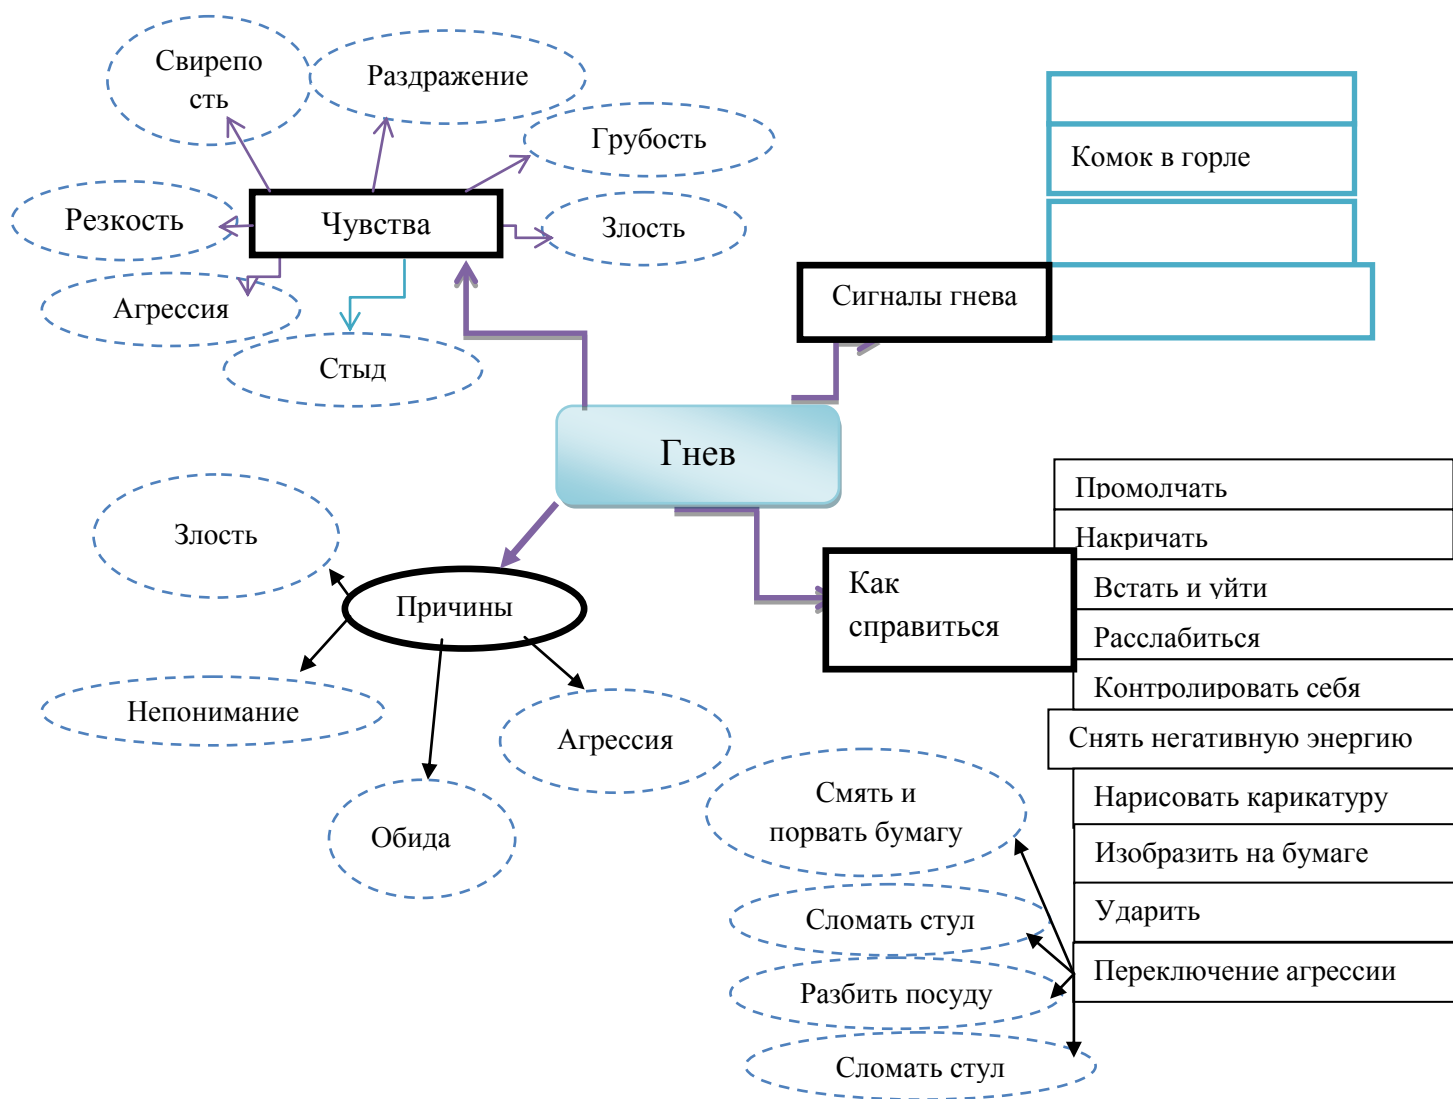 Свирепо
сть
Раздражение
Грубость
Резкость
Чувства
Злость
Агрессия
Стыд
Комок в горле
Сигналы гнева
Гнев
Злость
Причины
Непонимание
Агрессия
Обида
Как
справиться
Промолчать
Накричать
Встать и уйти
Расслабиться
Контролировать себя
Снять негативную энергию
Нарисовать карикатуру
Изобразить на бумаге
Ударить
Переключение агрессии
Смять и
порвать бумагу
Сломать стул
Разбить посуду
Сломать стул